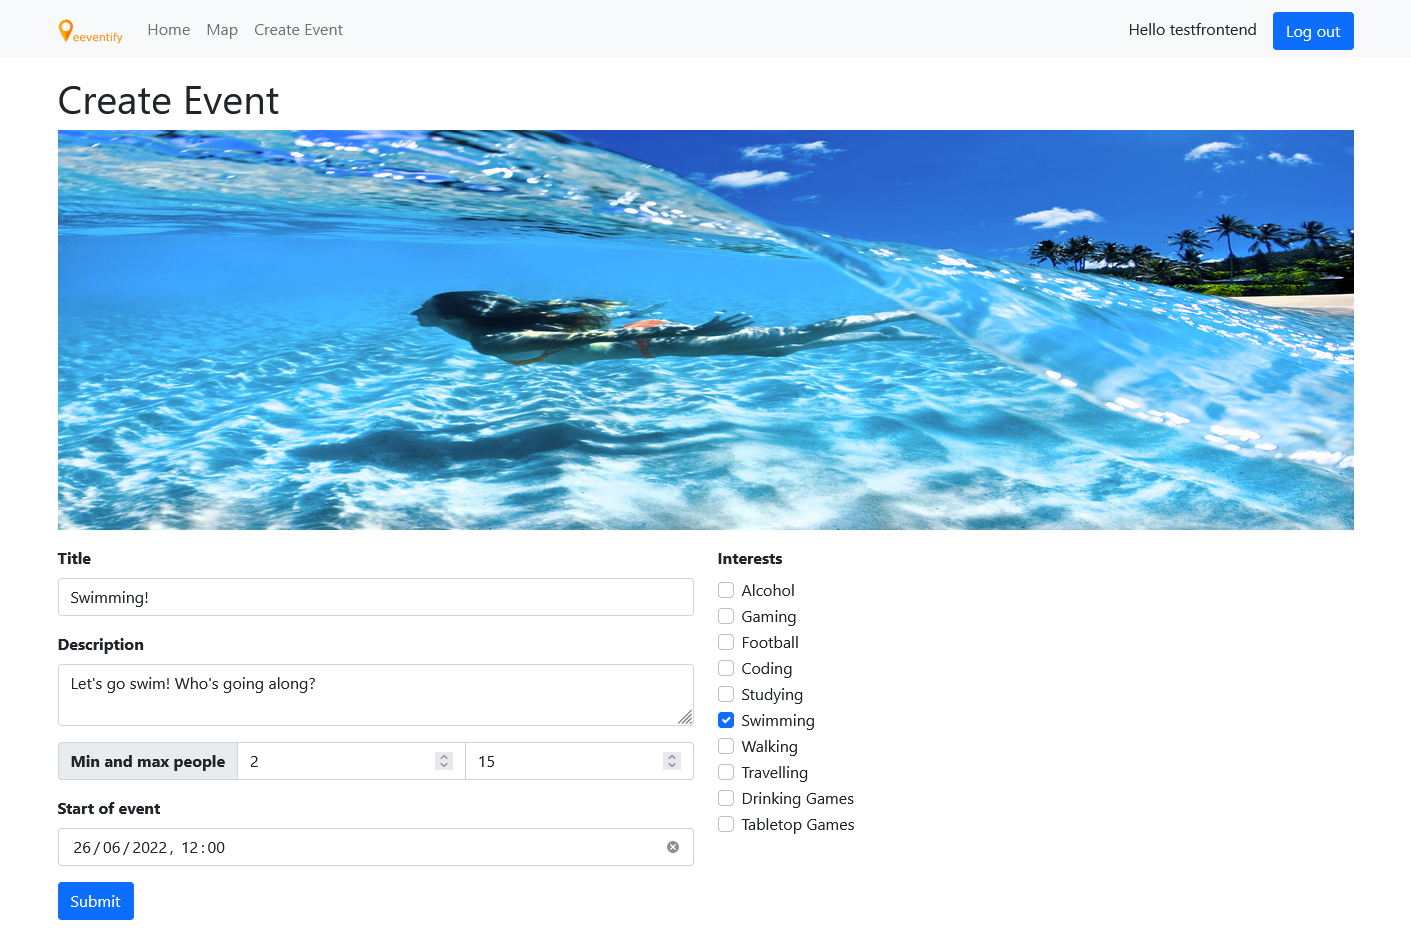 eeventify Home Map Create Event Hello testfrontend Log out
Create Event
Title
Swimming!
Description
Let's go swim! Who's going along?
Min and max people 2 15
Start of event
26/06/2022, 12:00
Submit
Interests
Alcohol
Gaming
Football
Coding
Studying
Swimming
Walking
Travelling
Drinking Games
Tabletop Games